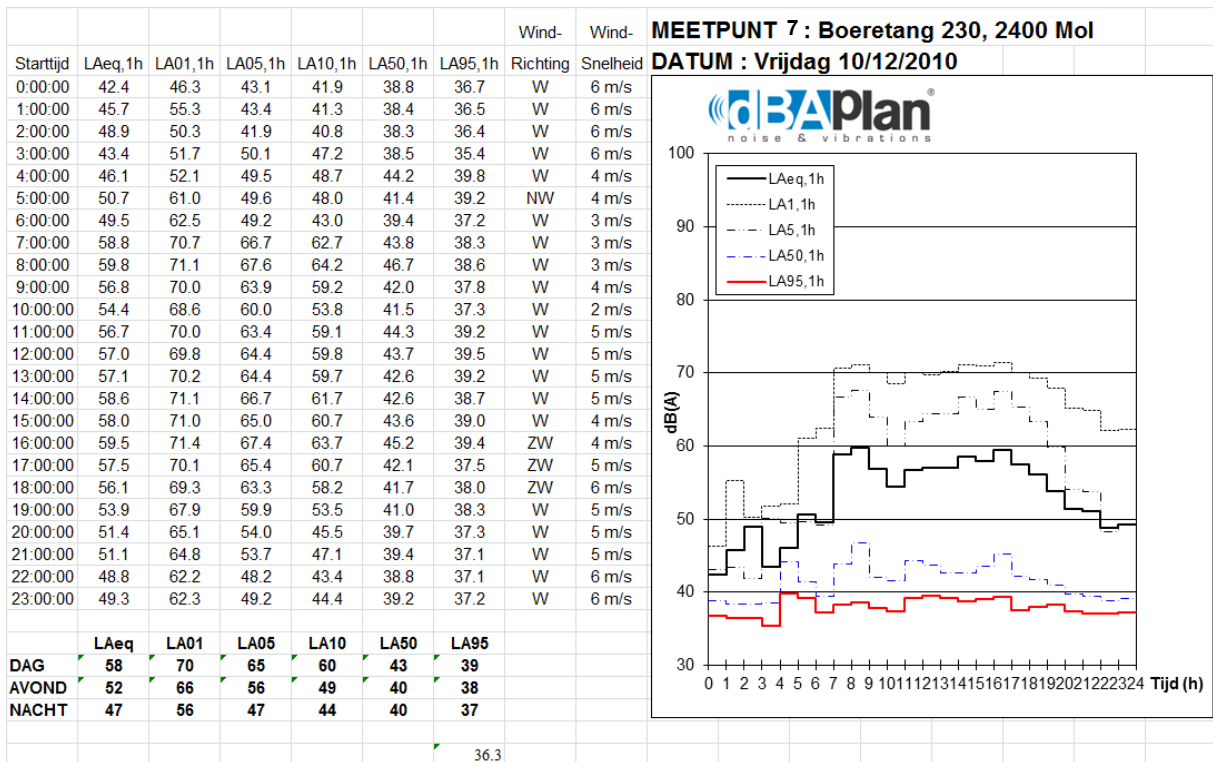 Wind- Wind- MEETPUNT 7 : Boeretang 230, 2400 Mol
Starttijd LAeq,1h LA01,1h LA05,1h LA10,1h LA50,1h LA95,1h Richting Snelheid DATUM : Vrijdag 10/12/2010
0:00:00 42.4 46.3 43.1 41.9 38.8 36.7 W 6 m/s
1:00:00 45.7 55.3 43.4 41.3 38.4 36.5 W 6 m/s
2:00:00 48.9 50.3 41.9 40.8 38.3 36.4 W 6 m/s
3:00:00 43.4 51.7 50.1 47.2 38.5 35.4 W 6 m/s
4:00:00 46.1 52.1 49.5 48.7 44.2 39.8 W 4 m/s
5:00:00 50.7 61.0 49.6 48.0 41.4 39.2 NW 4 m/s
6:00:00 49.5 62.5 49.2 43.0 39.4 37.2 W 3 m/s
7:00:00 58.8 70.7 66.7 62.7 43.8 38.3 W 3 m/s
8:00:00 59.8 71.1 67.6 64.2 46.7 38.6 W 3 m/s
9:00:00 56.8 70.0 63.9 59.2 42.0 37.8 W 4 m/s
10:00:00 54.4 68.6 60.0 53.8 41.5 37.3 W 2 m/s
11:00:00 56.7 70.0 63.4 59.1 44.3 39.2 W 5 m/s
12:00:00 57.0 69.8 64.4 59.8 43.7 39.5 W 5 m/s
13:00:00 57.1 70.2 64.4 59.7 42.6 39.2 W 5 m/s
14:00:00 58.6 71.1 66.7 61.7 42.6 38.7 W 5 m/s
15:00:00 58.0 71.0 65.0 60.7 43.6 39.0 W 4 m/s
16:00:00 59.5 71.4 67.4 63.7 45.2 39.4 ZW 4 m/s
17:00:00 57.5 70.1 65.4 60.7 42.1 37.5 ZW 5 m/s
18:00:00 56.1 69.3 63.3 58.2 41.7 38.0 ZW 6 m/s
19:00:00 53.9 67.9 59.9 53.5 41.0 38.3 W 5 m/s
20:00:00 51.4 65.1 54.0 45.5 39.7 37.3 W 5 m/s
21:00:00 51.1 64.8 53.7 47.1 39.4 37.1 W 5 m/s
22:00:00 48.8 62.2 48.2 43.4 38.8 37.1 W 6 m/s
23:00:00 49.3 62.3 49.2 44.4 39.2 37.2 W 6 m/s
LAeq LA01 LA05 LA10 LA50 LA95
DAG 58 70 65 60 43 39
AVOND 52 66 56 49 40 38
NACHT 47 56 47 44 40 37
36.3
dBAPlan®
noise & vibrations
100
90
80
70
60
50
40
30
dB(A)
LAeq,1h
LA1,1h
LA5,1h
LA50,1h
LA95,1h
0 1 2 3 4 5 6 7 8 9 10 11 12 13 14 15 16 17 18 19 20 21 22 23 24 Tijd (h)